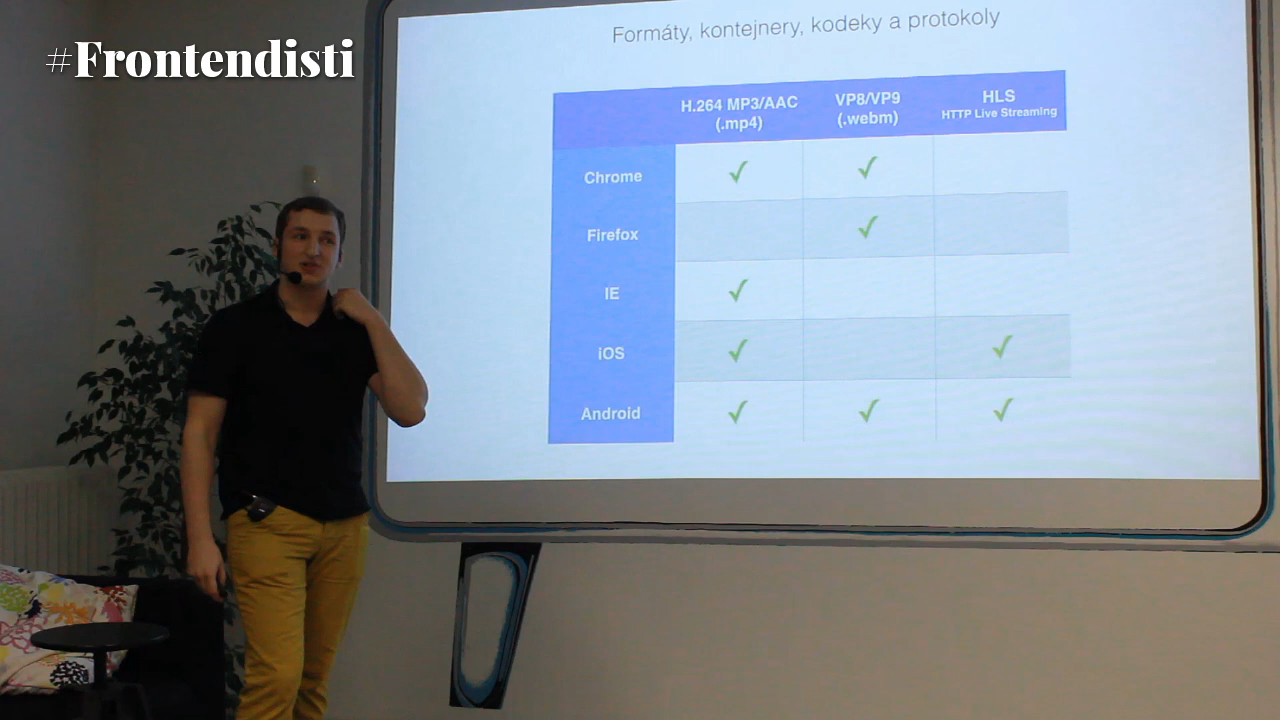 #Frontendisti
Formáty, kontejnery, kodeky a protokoly
H.264 MP3/AAC
(.mp4)
VP8/VP9
(.webm)
HLS
HTTP Live Streaming
Chrome
Firefox
IE
iOS
Android